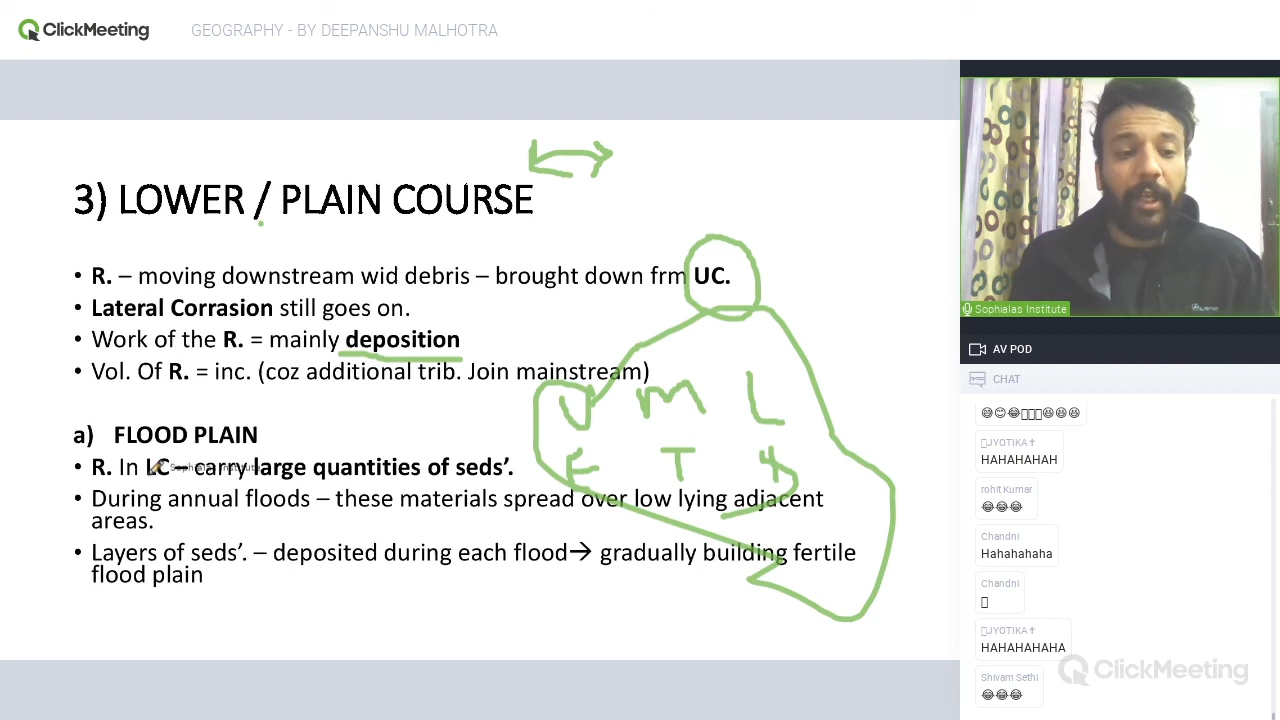 ClickMeeting
GEOGRAPHY - BY DEEPANSHU MALHOTRA
3) LOWER / PLAIN COURSE
• R. – moving downstream wid debris – brought down frm UC.
• Lateral Corrasion still goes on.
• Work of the R. = mainly deposition
• Vol. Of R. = inc. (coz additional trib. Join mainstream)
U M L
E T D
a) FLOOD PLAIN
• R. In LC – carry large quantities of seds’.
• During annual floods – these materials spread over low lying adjacent
areas.
• Layers of seds’. – deposited during each flood→ gradually building fertile
flood plain
Sophialas Institute
AV POD
CHAT
😅😊😂▯▯▯😆😆😆
▯JYOTIKA✝
HAHAHAHAH
rohit Kumar
😂😂😂
Chandni
Hahahahaha
Chandni
▯
▯JYOTIKA✝
HAHAHAHAHA
Shivam Sethi
😂😂😂
ClickMeeting